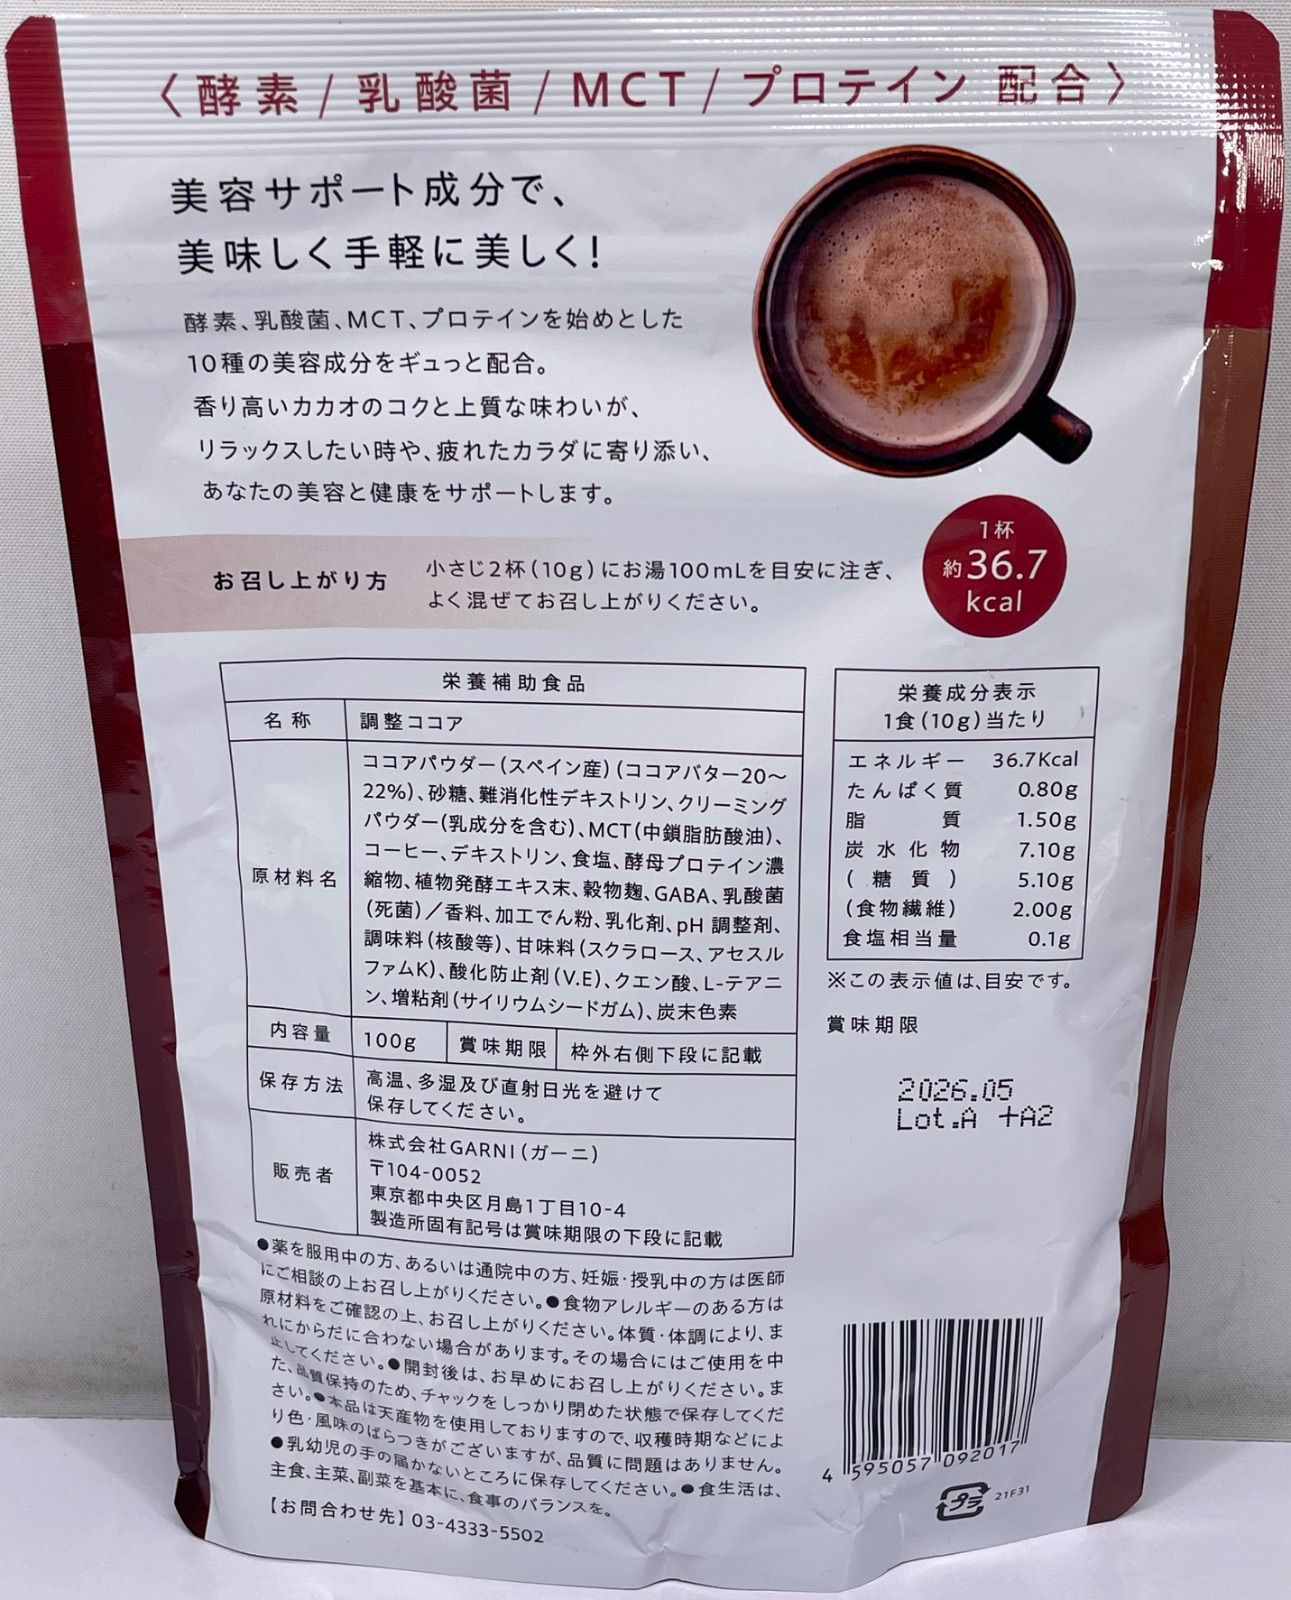 〈酵素/乳酸菌/MCT/プロテイン 配合〉
美容サポート成分で、
美味しく手軽に美しく!
酵素、乳酸菌、MCT、プロテインを始めとした
10種の美容成分をギュっと配合。
香り高いカカオのコクと上質な味わいが、
リラックスしたい時や、疲れたカラダに寄り添い、
あなたの美容と健康をサポートします。
1杯
約36.7
kcal
お召し上がり方
小さじ2杯(10g)にお湯100mLを目安に注ぎ、
よく混ぜてお召し上がりください。
栄養補助食品
名称 調整ココア
原材料名
ココアパウダー(スペイン産)(ココアバター20〜
22%)、砂糖、難消化性デキストリン、クリーミング
パウダー(乳成分を含む)、MCT(中鎖脂肪酸油)、
コーヒー、デキストリン、食塩、酵母プロテイン濃
縮物、植物発酵エキス末、穀物麹、GABA、乳酸菌
(死菌)/香料、加工でん粉、乳化剤、pH 調整剤、
調味料(核酸等)、甘味料(スクラロース、アセスル
ファムK)、酸化防止剤(V.E)、クエン酸、L-テアニ
ン、増粘剤(サイリウムシードガム)、炭末色素
内容量 100g 賞味期限 枠外右側下段に記載
保存方法
高温、多湿及び直射日光を避けて
保存してください。
販売者
株式会社GARNI(ガーニ)
〒104-0052
東京都中央区月島1丁目10-4
製造所固有記号は賞味期限の下段に記載
栄養成分表示
1食(10g)当たり
エネルギー 36.7Kcal
たんぱく質 0.80g
脂質 1.50g
炭水化物 7.10g
(糖質) 5.10g
(食物繊維) 2.00g
食塩相当量 0.1g
※この表示値は、目安です。
賞味期限
2026.05
Lot.A +A2
●薬を服用中の方、あるいは通院中の方、妊娠・授乳中の方は医師
にご相談の上お召し上がりください。●食物アレルギーのある方は
原材料をご確認の上、お召し上がりください。体質・体調により、ま
れにからだに合わない場合があります。その場合にはご使用を中
止してください。●開封後は、お早めにお召し上がりください。ま
た、品質保持のため、チャックをしっかり閉めた状態で保存してくだ
さい。●本品は天産物を使用しておりますので、収穫時期などによ
り色・風味のばらつきがございますが、品質に問題はありません。
●乳幼児の手の届かないところに保存してください。●食生活は、
主食、主菜、副菜を基本に、食事のバランスを。
【お問合わせ先】03-4333-5502
4 595057 092017
プラ
21F31